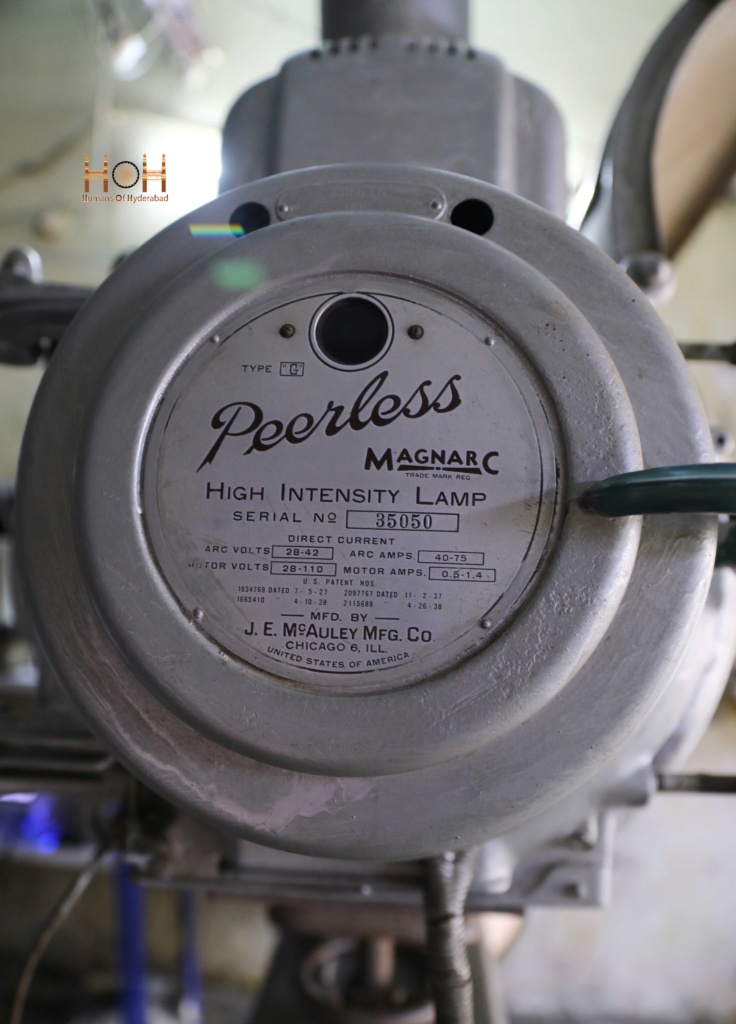 HOH
Humans Of Hyderabad
TYPE "G"
Peerless
MAGNARC
TRADE MARK REG.
HIGH INTENSITY LAMP
SERIAL Nº 35050
DIRECT CURRENT
ARC VOLTS 28-42 ARC AMPS. 40-75
MOTOR VOLTS 28-110 MOTOR AMPS. 0.5-1.4
U.S. PATENT NOS.
1634769 DATED 7-5-27 2097767 DATED 11-2-37
1665410 4-10-28 2115688 4-26-38
MFD. BY
J. E. McAULEY MFG. CO.
CHICAGO 6, ILL.
UNITED STATES OF AMERICA